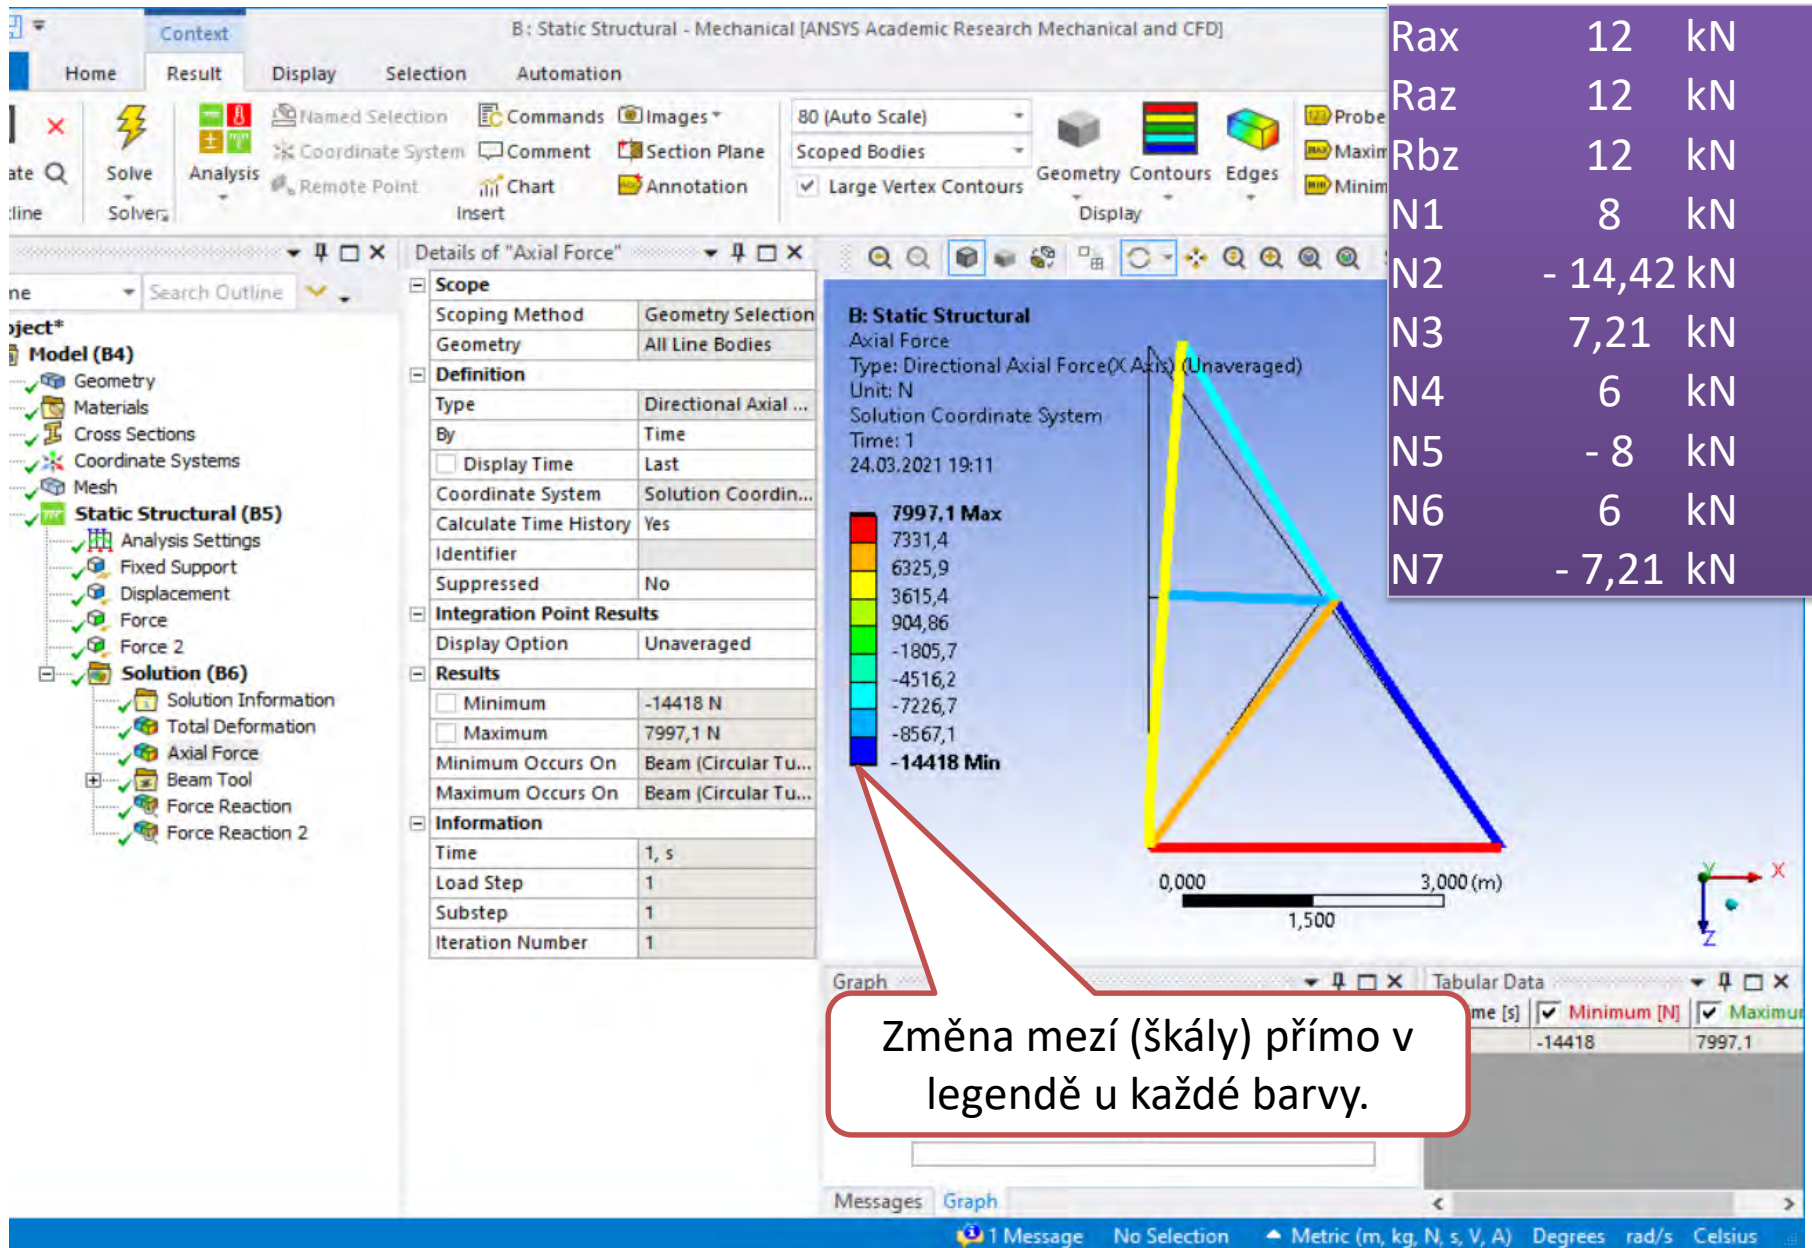 Context
B: Static Structural - Mechanical [ANSYS Academic Research Mechanical and CFD]
Home Result Display Selection Automation
Named Selection Commands Images 80 (Auto Scale) Probe
Coordinate System Comment Section Plane Scoped Bodies Maxim
ate Solve Analysis Remote Point Chart Annotation Large Vertex Contours Geometry Contours Edges Minim
line Solver Insert Display
Rax 12 kN
Raz 12 kN
Rbz 12 kN
N1 8 kN
N2 - 14,42 kN
N3 7,21 kN
N4 6 kN
N5 - 8 kN
N6 6 kN
N7 - 7,21 kN
me Search Outline
oject*
Model (B4)
Geometry
Materials
Cross Sections
Coordinate Systems
Mesh
Static Structural (B5)
Analysis Settings
Fixed Support
Displacement
Force
Force 2
Solution (B6)
Solution Information
Total Deformation
Axial Force
Beam Tool
Force Reaction
Force Reaction 2
Details of "Axial Force"
Scope
Scoping Method Geometry Selection
Geometry All Line Bodies
Definition
Type Directional Axial ...
By Time
Display Time Last
Coordinate System Solution Coordin...
Calculate Time History Yes
Identifier
Suppressed No
Integration Point Results
Display Option Unaveraged
Results
Minimum -14418 N
Maximum 7997,1 N
Minimum Occurs On Beam (Circular Tu...
Maximum Occurs On Beam (Circular Tu...
Information
Time 1, s
Load Step 1
Substep 1
Iteration Number 1
B: Static Structural
Axial Force
Type: Directional Axial Force(X Axis) (Unaveraged)
Unit: N
Solution Coordinate System
Time: 1
24.03.2021 19:11
7997,1 Max
7331,4
6325,9
3615,4
904,86
-1805,7
-4516,2
-7226,7
-8567,1
-14418 Min
0,000 3,000 (m)
1,500
Y X
Z
Graph
Změna mezí (škály) přímo v
legendě u každé barvy.
Tabular Data
me [s] Minimum [N] Maximum
-14418 7997,1
Messages Graph
1 Message No Selection Metric (m, kg, N, s, V, A) Degrees rad/s Celsius